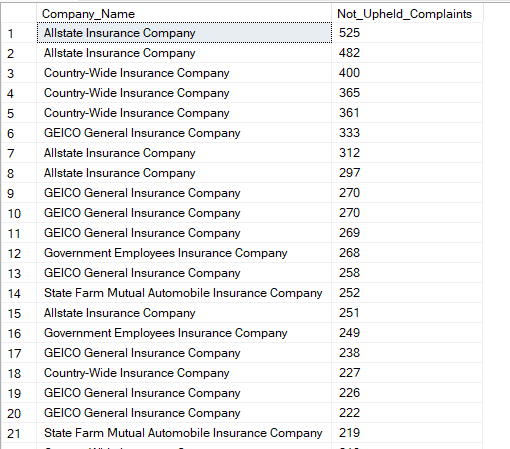 Company_Name Not_Upheld_Complaints
1 Allstate Insurance Company 525
2 Allstate Insurance Company 482
3 Country-Wide Insurance Company 400
4 Country-Wide Insurance Company 365
5 Country-Wide Insurance Company 361
6 GEICO General Insurance Company 333
7 Allstate Insurance Company 312
8 Allstate Insurance Company 297
9 GEICO General Insurance Company 270
10 GEICO General Insurance Company 270
11 GEICO General Insurance Company 269
12 Government Employees Insurance Company 268
13 GEICO General Insurance Company 258
14 State Farm Mutual Automobile Insurance Company 252
15 Allstate Insurance Company 251
16 Government Employees Insurance Company 249
17 GEICO General Insurance Company 238
18 Country-Wide Insurance Company 227
19 GEICO General Insurance Company 226
20 GEICO General Insurance Company 222
21 State Farm Mutual Automobile Insurance Company 219